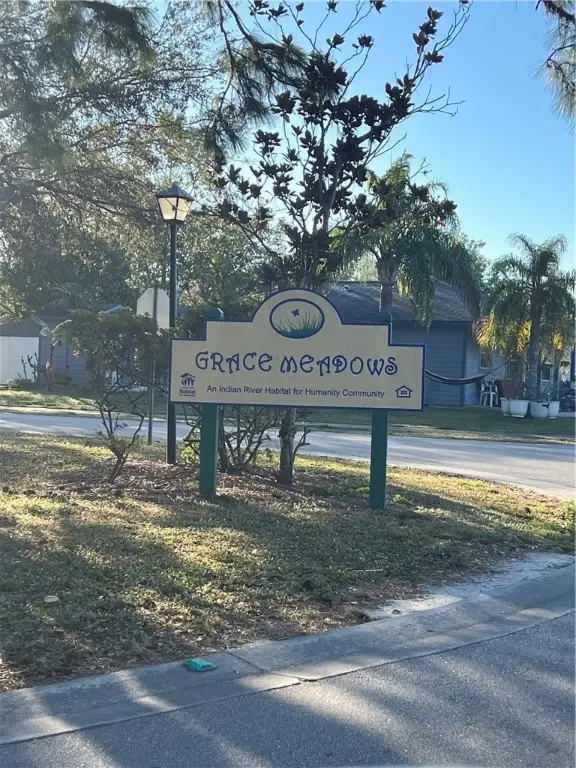 GRACE MEADOWS
An Indian River Habitat for Humanity Community